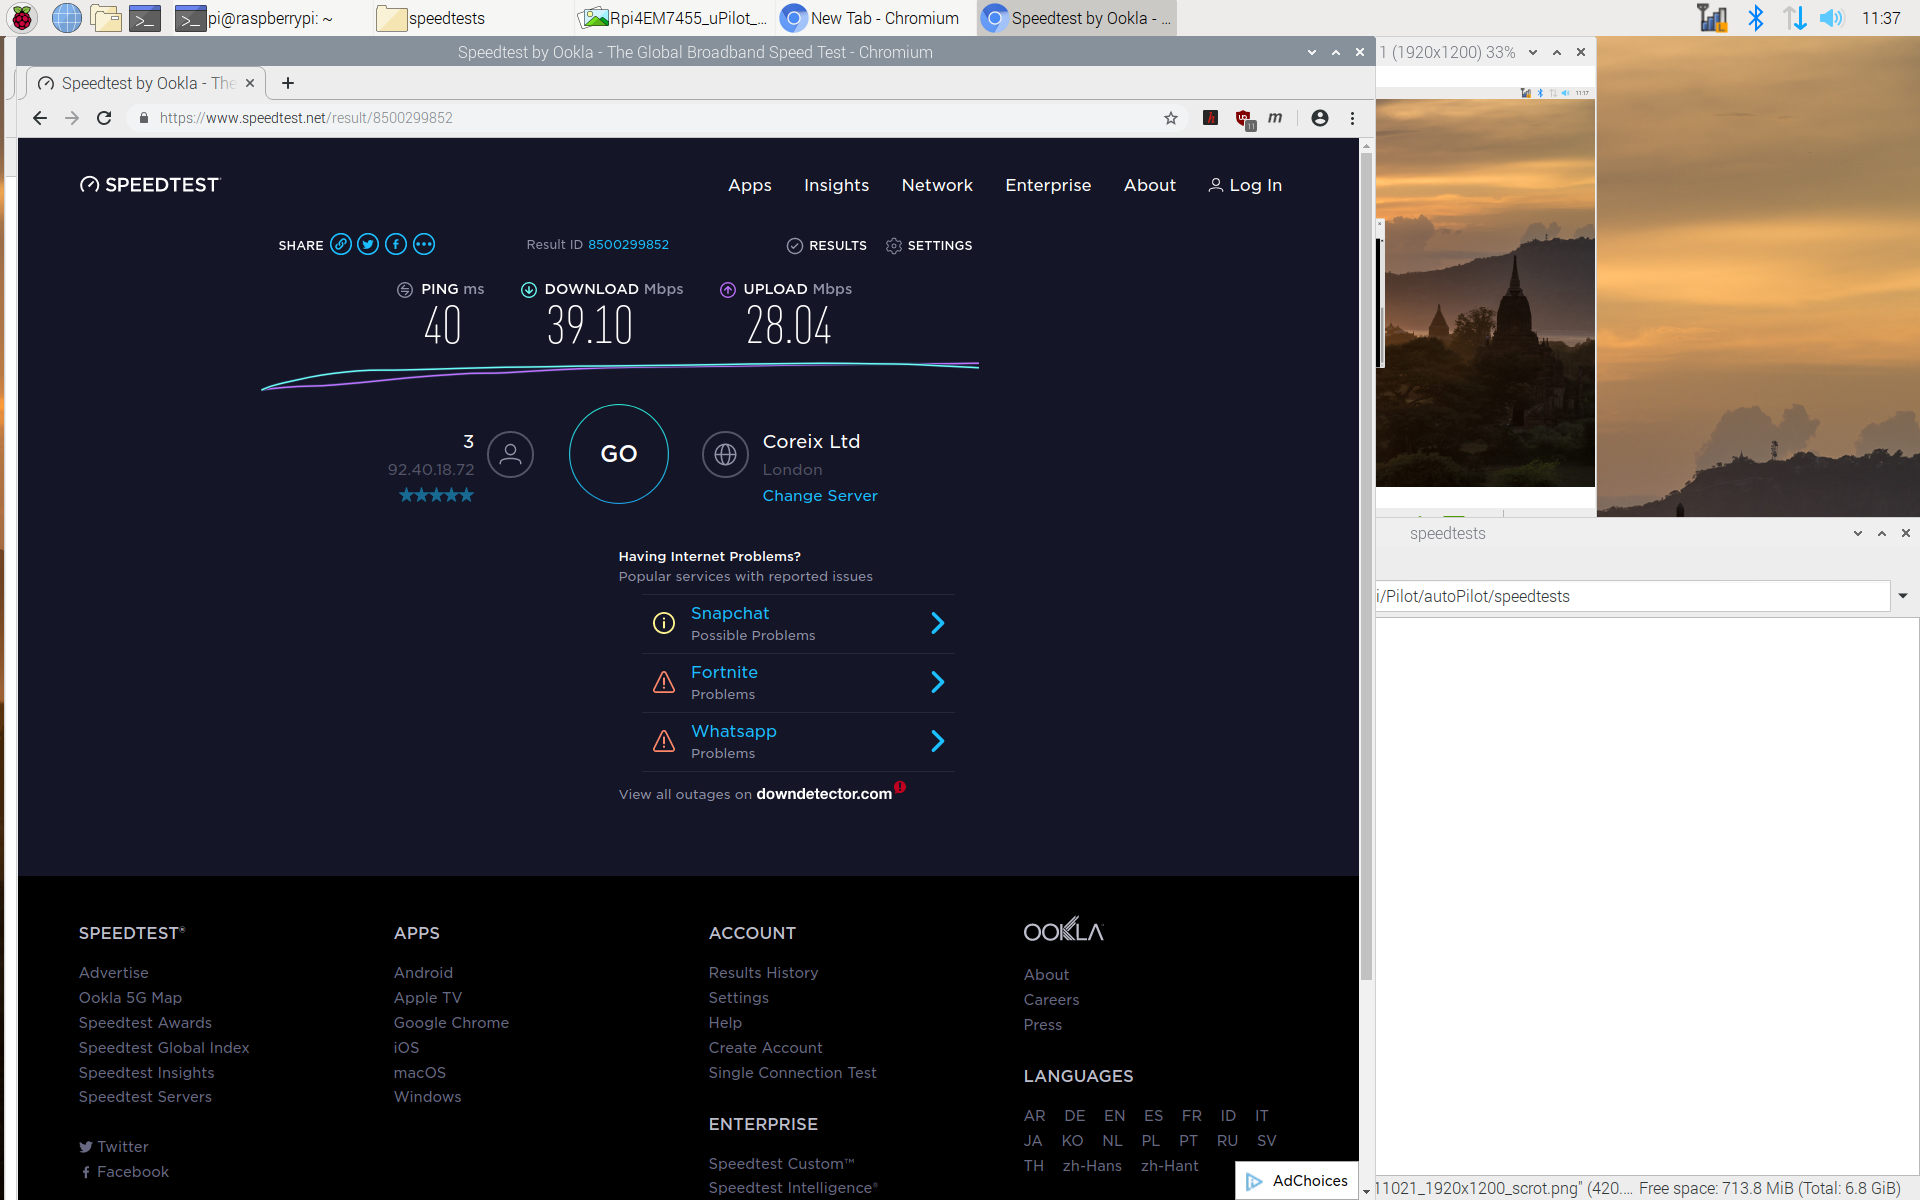 pi@raspberrypi: ~
speedtests
Rpi4EM7455_uPilot_...
New Tab - Chromium
Speedtest by Ookla - ...
11:37
Speedtest by Ookla - The Global Broadband Speed Test - Chromium
1 (1920x1200) 33%
Speedtest by Ookla - The
https://www.speedtest.net/result/8500299852
h
11
m
11:17
SPEEDTEST
Apps
Insights
Network
Enterprise
About
Log In
SHARE
Result ID 8500299852
RESULTS
SETTINGS
PING ms
DOWNLOAD Mbps
UPLOAD Mbps
40
39.10
28.04
3
92.40.18.72
GO
Coreix Ltd
London
Change Server
speedtests
i/Pilot/autoPilot/speedtests
Having Internet Problems?
Popular services with reported issues
Snapchat
Possible Problems
Fortnite
Problems
Whatsapp
Problems
View all outages on downdetector.com
SPEEDTEST®
Advertise
Ookla 5G Map
Speedtest Awards
Speedtest Global Index
Speedtest Insights
Speedtest Servers
Twitter
Facebook
APPS
Android
Apple TV
Google Chrome
iOS
macOS
Windows
ACCOUNT
Results History
Settings
Help
Create Account
Single Connection Test
ENTERPRISE
Speedtest Custom™
Speedtest Intelligence®
OOKLA
About
Careers
Press
LANGUAGES
AR DE EN ES FR ID IT
JA KO NL PL PT RU SV
TH zh-Hans zh-Hant
AdChoices
11021_1920x1200_scrot.png" (420.... Free space: 713.8 MiB (Total: 6.8 GiB)